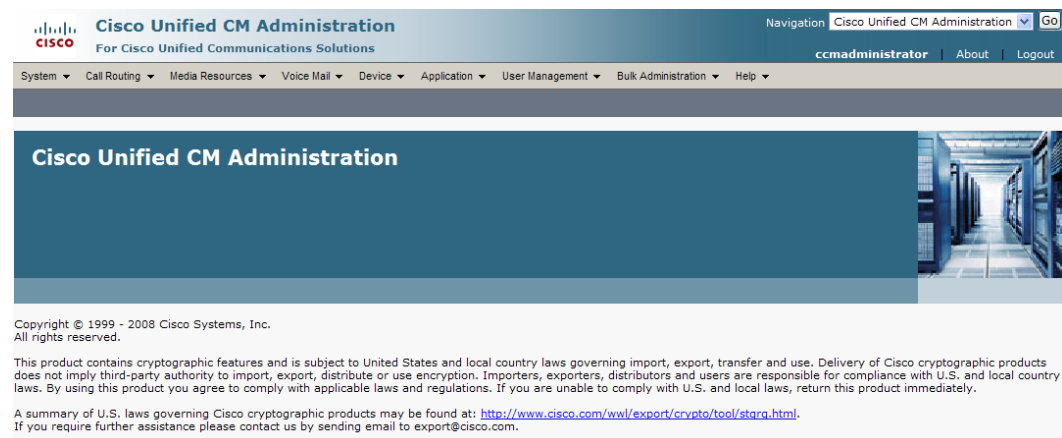 CISCO
Cisco Unified CM Administration
For Cisco Unified Communications Solutions
Navigation Cisco Unified CM Administration Go
ccmadministrator | About | Logout
System Call Routing Media Resources Voice Mail Device Application User Management Bulk Administration Help
Cisco Unified CM Administration
Copyright © 1999 - 2008 Cisco Systems, Inc.
All rights reserved.
This product contains cryptographic features and is subject to United States and local country laws governing import, export, transfer and use. Delivery of Cisco cryptographic products
does not imply third-party authority to import, export, distribute or use encryption. Importers, exporters, distributors and users are responsible for compliance with U.S. and local country
laws. By using this product you agree to comply with applicable laws and regulations. If you are unable to comply with U.S. and local laws, return this product immediately.
A summary of U.S. laws governing Cisco cryptographic products may be found at: http://www.cisco.com/wwl/export/crypto/tool/stqrg.html.
If you require further assistance please contact us by sending email to export@cisco.com.